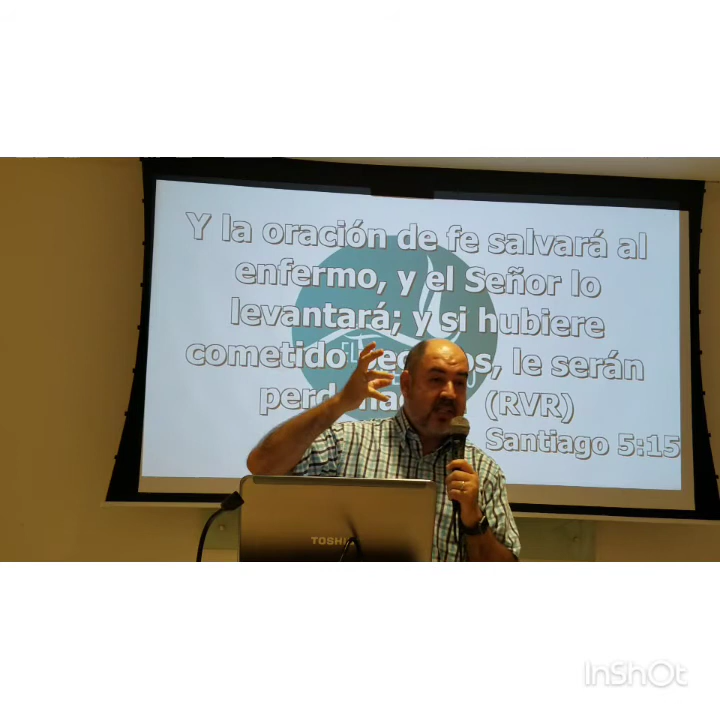 Y la oración de fe salvará al
enfermo, y el Señor lo
levantará; y si hubiere
cometido le serán
(RVR)
Santiago 5:15
TOSHI
InShOt